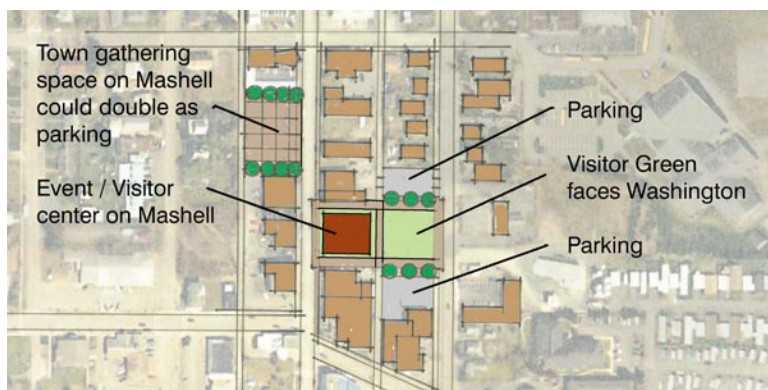 Town gathering
space on Mashell
could double as
parking
Event / Visitor
center on Mashell
Parking
Visitor Green
faces Washington
Parking